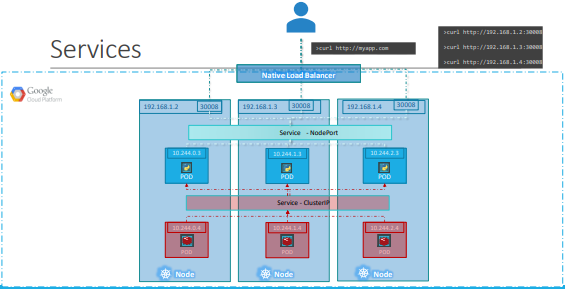 Services
>curl http://myapp.com
>curl http://192.168.1.2:30008
>curl http://192.168.1.3:30008
>curl http://192.168.1.4:30008
Native Load Balancer
Google
Cloud Platform
192.168.1.2
30008
192.168.1.3
30008
192.168.1.4
30008
Service - NodePort
10.244.0.3
POD
10.244.1.3
POD
10.244.2.3
POD
Service - ClusterIP
10.244.0.4
POD
10.244.1.4
POD
10.244.2.4
POD
Node
Node
Node